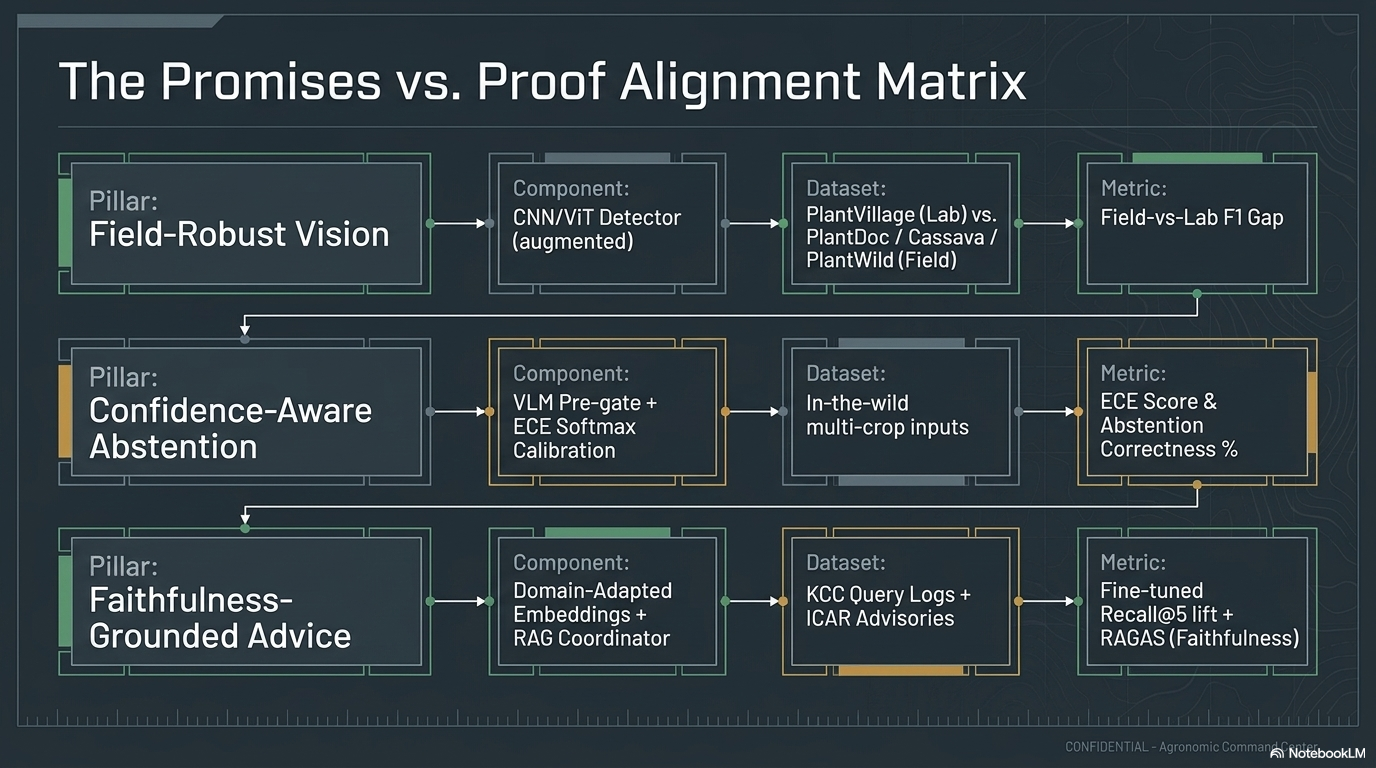 The Promises vs. Proof Alignment Matrix
Pillar:
Field-Robust Vision
Component:
CNN/ViT Detector
(augmented)
Dataset:
PlantVillage (Lab) vs.
PlantDoc / Cassava /
PlantWild (Field)
Metric:
Field-vs-Lab F1 Gap
Pillar:
Confidence-Aware
Abstention
Component:
VLM Pre-gate +
ECE Softmax
Calibration
Dataset:
In-the-wild
multi-crop inputs
Metric:
ECE Score &
Abstention
Correctness %
Pillar:
Faithfulness-
Grounded Advice
Component:
Domain-Adapted
Embeddings +
RAG Coordinator
Dataset:
KCC Query Logs +
ICAR Advisories
Metric:
Fine-tuned
Recall@5 lift +
RAGAS (Faithfulness)
CONFIDENTIAL - Agronomic Command Center
NotebookLM